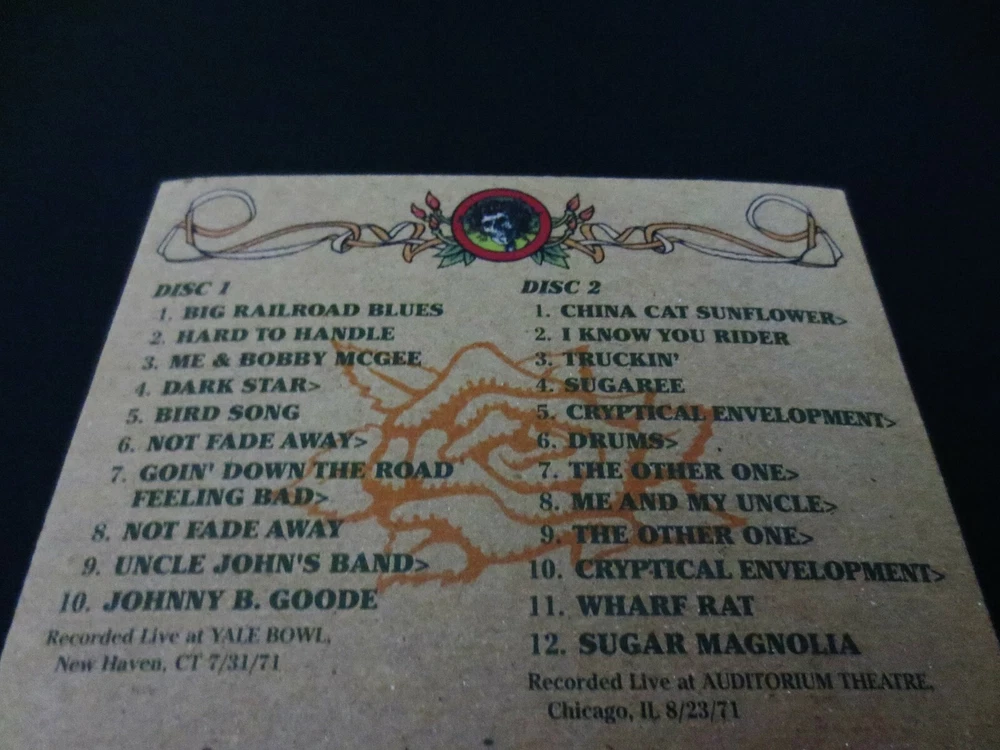 DISC 1
1. BIG RAILROAD BLUES
2. HARD TO HANDLE
3. ME & BOBBY MCGEE
4. DARK STAR>
5. BIRD SONG
6. NOT FADE AWAY>
7. GOIN' DOWN THE ROAD
FEELING BAD>
8. NOT FADE AWAY
9. UNCLE JOHN'S BAND>
10. JOHNNY B. GOODE
Recorded Live at YALE BOWL,
New Haven, CT 7/31/71
DISC 2
1. CHINA CAT SUNFLOWER>
2. I KNOW YOU RIDER
3. TRUCKIN'
4. SUGAREE
5. CRYPTICAL ENVELOPMENT>
6. DRUMS>
7. THE OTHER ONE>
8. ME AND MY UNCLE>
9. THE OTHER ONE>
10. CRYPTICAL ENVELOPMENT>
11. WHARF RAT
12. SUGAR MAGNOLIA
Recorded Live at AUDITORIUM THEATRE,
Chicago, IL 8/23/71